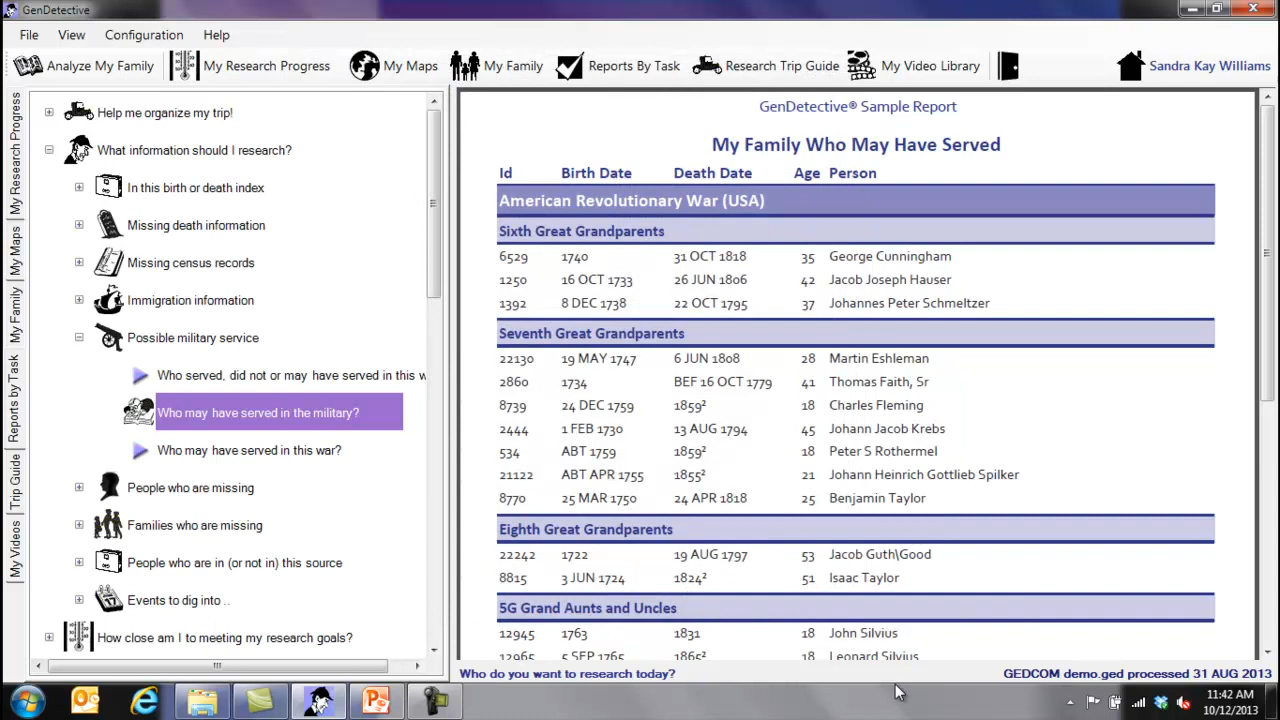 GenDetective
File View Configuration Help
Analyze My Family My Research Progress My Maps My Family Reports By Task Research Trip Guide My Video Library Sandra Kay Williams
My Research Progress
My Maps
My Family
Reports by Task
Trip Guide
My Videos
Help me organize my trip!
What information should I research?
In this birth or death index
Missing death information
Missing census records
Immigration information
Possible military service
Who served, did not or may have served in this w
Who may have served in the military?
Who may have served in this war?
People who are missing
Families who are missing
People who are in (or not in) this source
Events to dig into ..
How close am I to meeting my research goals?
GenDetective® Sample Report
My Family Who May Have Served
Id Birth Date Death Date Age Person
American Revolutionary War (USA)
Sixth Great Grandparents
6529 1740 31 OCT 1818 35 George Cunningham
1250 16 OCT 1733 26 JUN 1806 42 Jacob Joseph Hauser
1392 8 DEC 1738 22 OCT 1795 37 Johannes Peter Schmeltzer
Seventh Great Grandparents
22130 19 MAY 1747 6 JUN 1808 28 Martin Eshleman
2860 1734 BEF 16 OCT 1779 41 Thomas Faith, Sr
8739 24 DEC 1759 1859² 18 Charles Fleming
2444 1 FEB 1730 13 AUG 1794 45 Johann Jacob Krebs
534 ABT 1759 1859² 18 Peter S Rothermel
21122 ABT APR 1755 1855² 21 Johann Heinrich Gottlieb Spilker
8770 25 MAR 1750 24 APR 1818 25 Benjamin Taylor
Eighth Great Grandparents
22242 1722 19 AUG 1797 53 Jacob Guth\Good
8815 3 JUN 1724 1824² 51 Isaac Taylor
5G Grand Aunts and Uncles
12945 1763 1831 18 John Silvius
12965 5 SEP 1765 1865² 18 Leonard Silvius
Who do you want to research today? GEDCOM demo.ged processed 31 AUG 2013
11:42 AM
10/12/2013